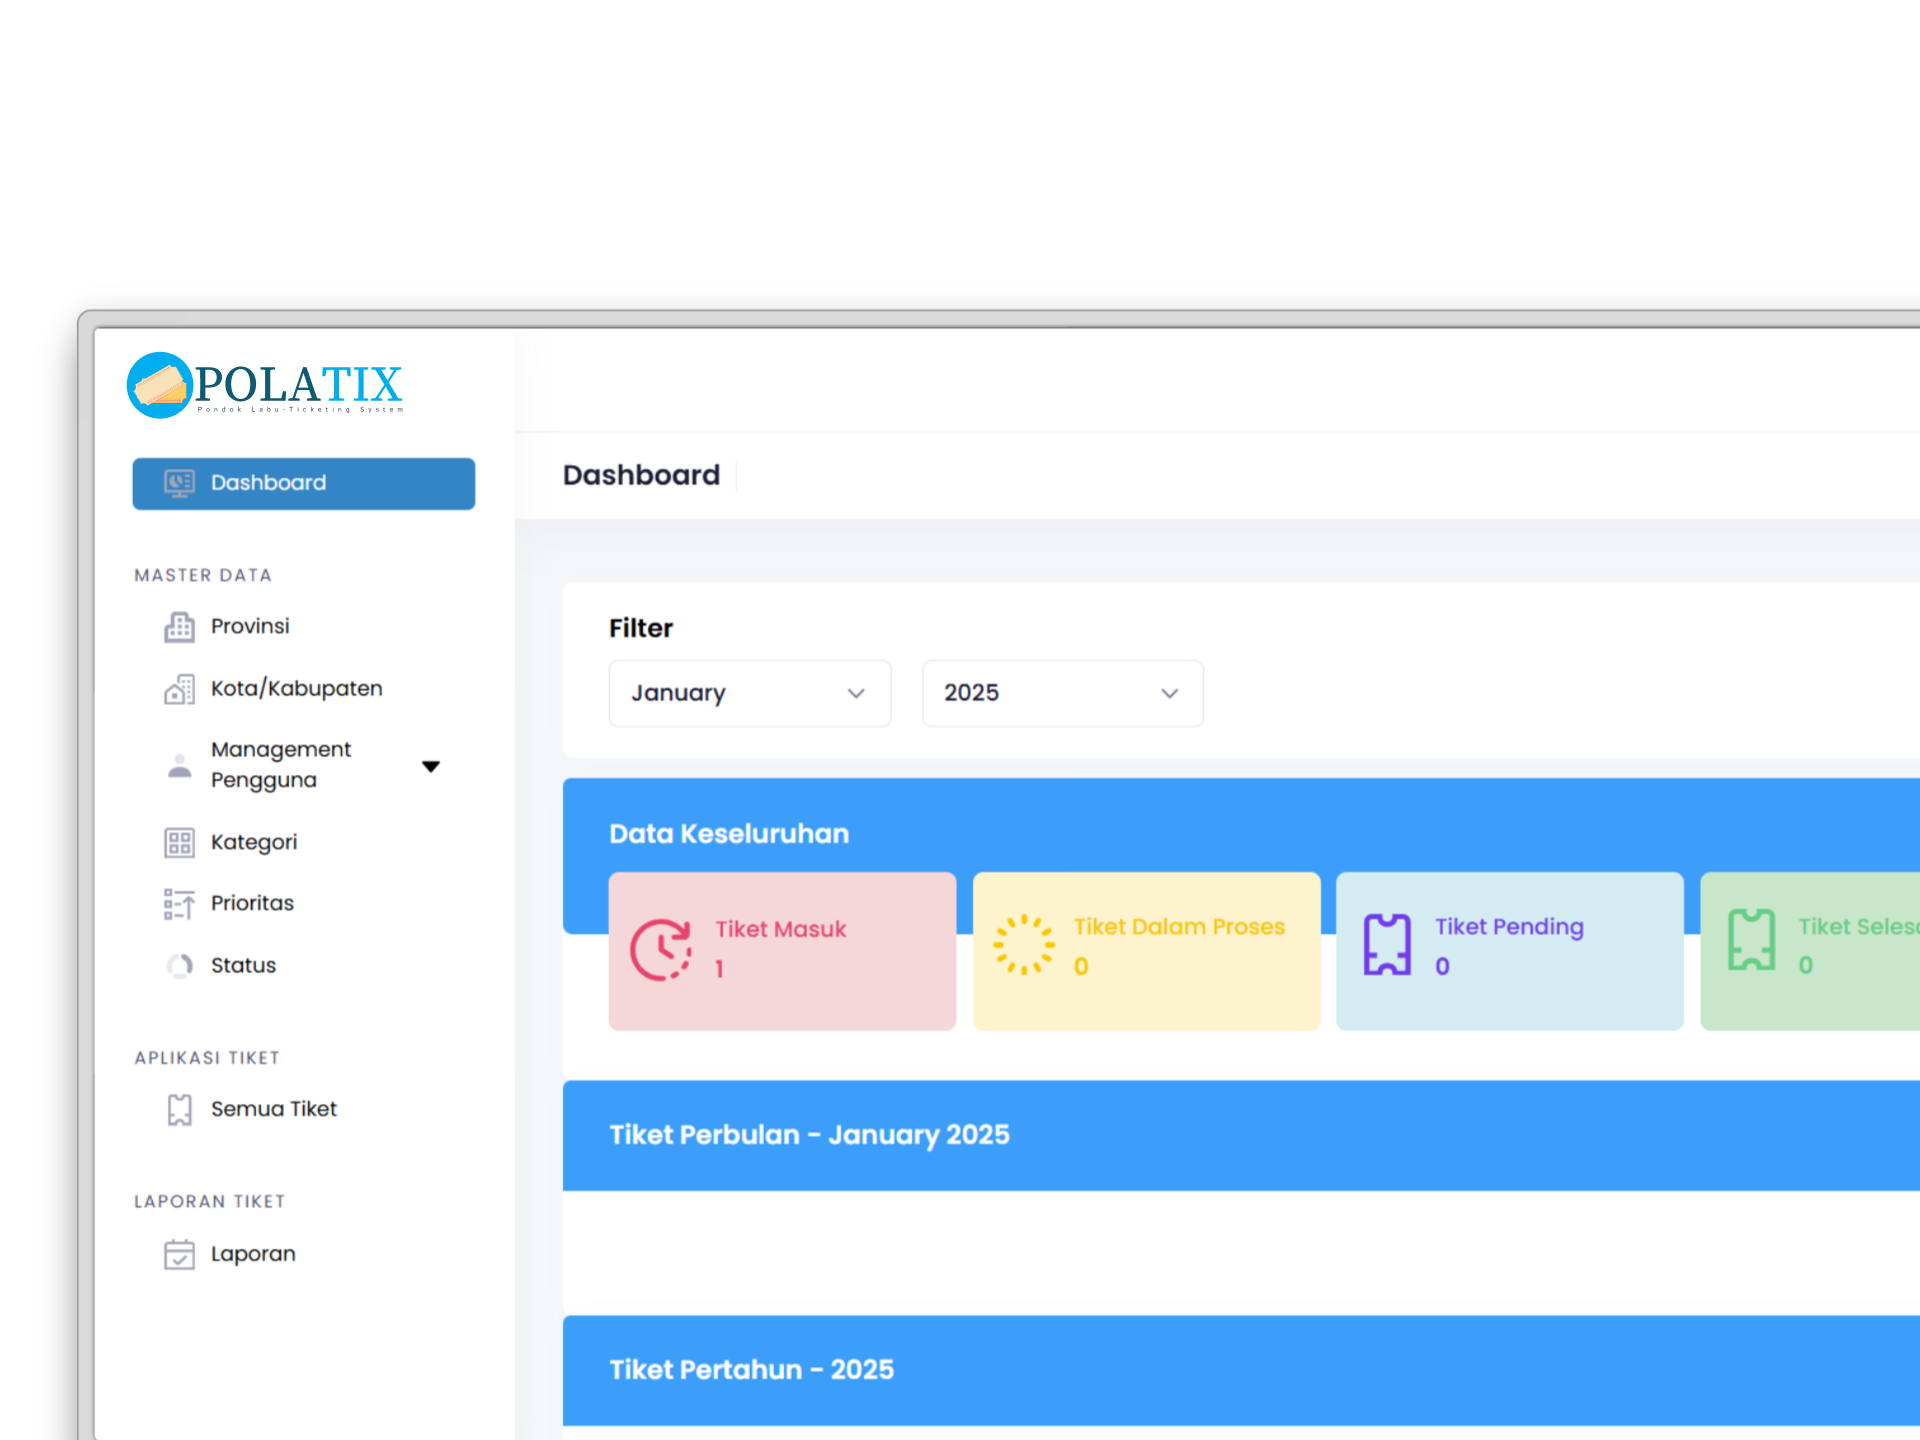 POLATIX
Pondok Labu-Ticketing System
Dashboard
MASTER DATA
Provinsi
Kota/Kabupaten
Management
Pengguna
Kategori
Prioritas
Status
APLIKASI TIKET
Semua Tiket
LAPORAN TIKET
Laporan
Dashboard
Filter
January
2025
Data Keseluruhan
Tiket Masuk
1
Tiket Dalam Proses
0
Tiket Pending
0
Tiket Selesa
0
Tiket Perbulan - January 2025
Tiket Pertahun - 2025